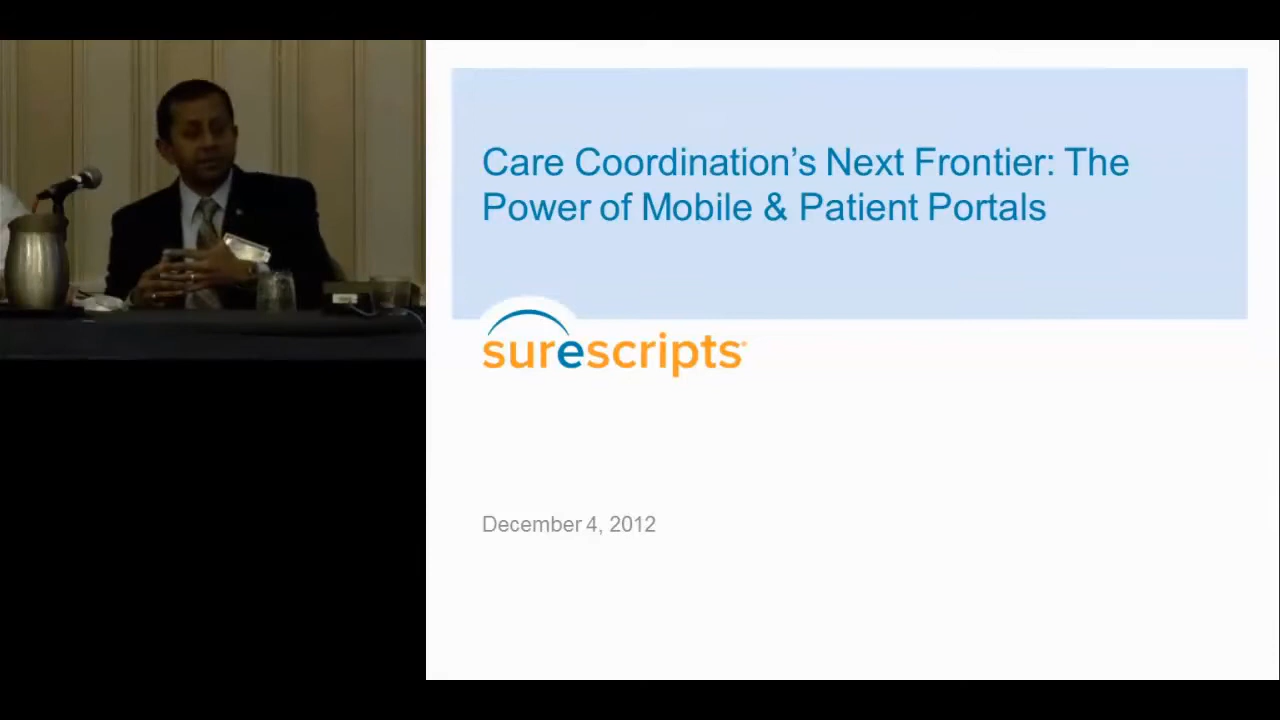 Care Coordination’s Next Frontier: The
Power of Mobile & Patient Portals
surescripts
December 4, 2012